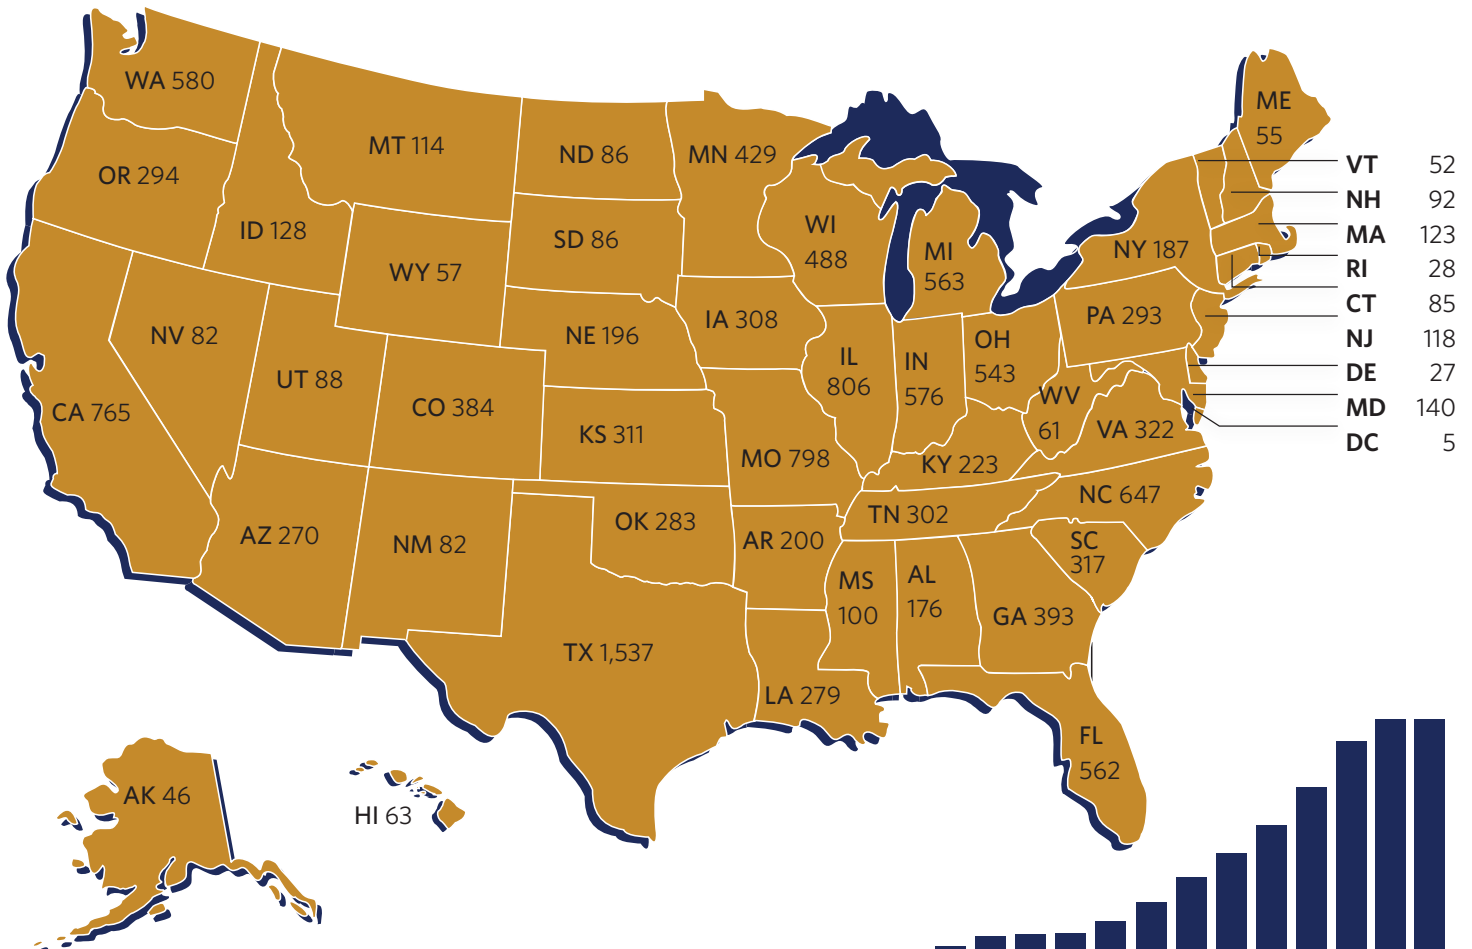 WA 580
OR 294
MT 114
ID 128
WY 57
ND 86
SD 86
MN 429
WI
488
MI
563
NY 187
ME
55
VT 52
NH 92
MA 123
RI 28
CT 85
NJ 118
DE 27
MD 140
DC 5
NV 82
UT 88
CA 765
CO 384
NE 196
IA 308
KS 311
IL
806
IN
576
OH
543
PA 293
WV
61
VA 322
MO 798
KY 223
NC 647
TN 302
AZ 270
NM 82
OK 283
AR 200
SC
317
MS
100
AL
176
GA 393
TX 1,537
LA 279
FL
562
AK 46
HI 63